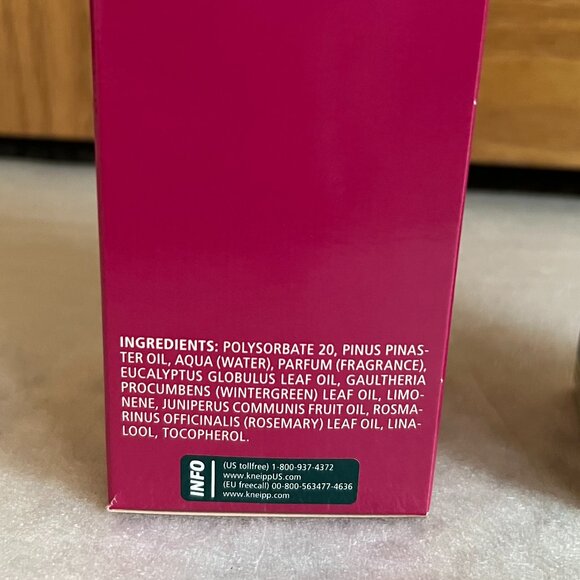 INGREDIENTS: POLYSORBATE 20, PINUS PINAS-
TER OIL, AQUA (WATER), PARFUM (FRAGRANCE),
EUCALYPTUS GLOBULUS LEAF OIL, GAULTHERIA
PROCUMBENS (WINTERGREEN) LEAF OIL, LIMO-
NENE, JUNIPERUS COMMUNIS FRUIT OIL, ROSMA-
RINUS OFFICINALIS (ROSEMARY) LEAF OIL, LINA-
LOOL, TOCOPHEROL.
INFO
(US tollfree) 1-800-937-4372
www.kneippUS.com
(EU freecall) 00-800-563477-4636
www.kneipp.com